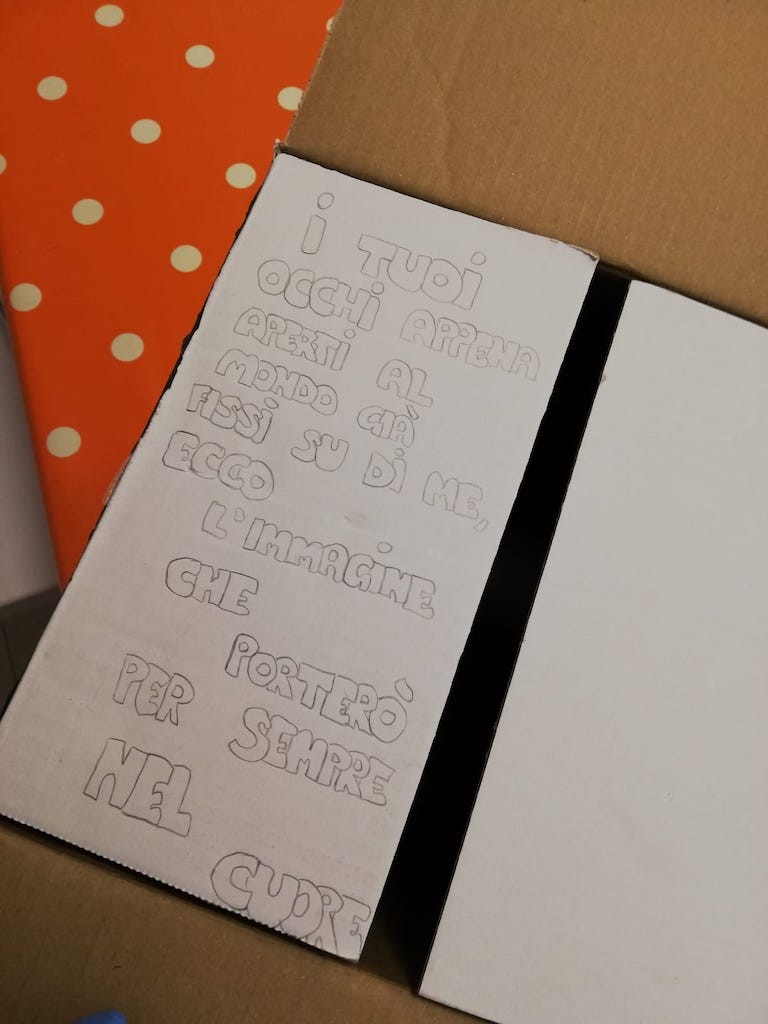 i TUOi
OCCHi APPENA
APERTi AL
MONDO GIÀ
FISSI SU Di ME,
ECCO
L'IMMAGINE
CHE
PORTERÒ
PER SEMPRE
NEL
CUORE